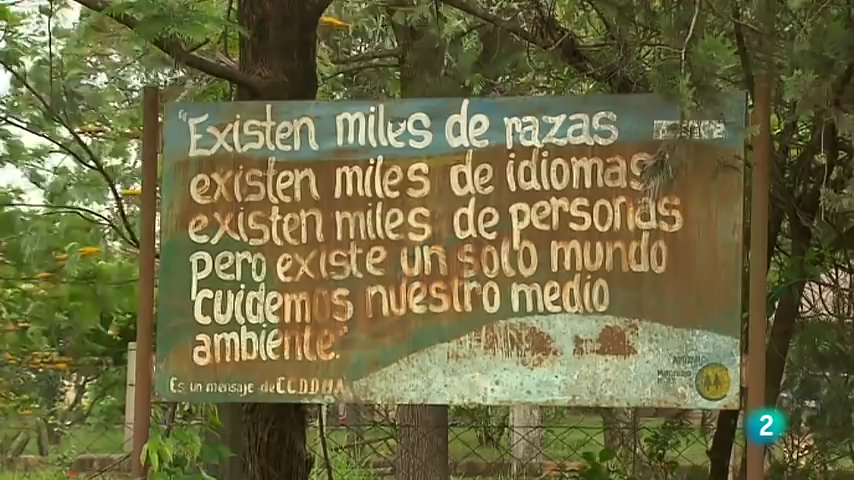 "Existen miles de razas
existen miles de idiomas
existen miles de personas
pero existe un solo mundo
cuidemos nuestro medio
ambiente."
Es un mensaje de CCDDMA
2